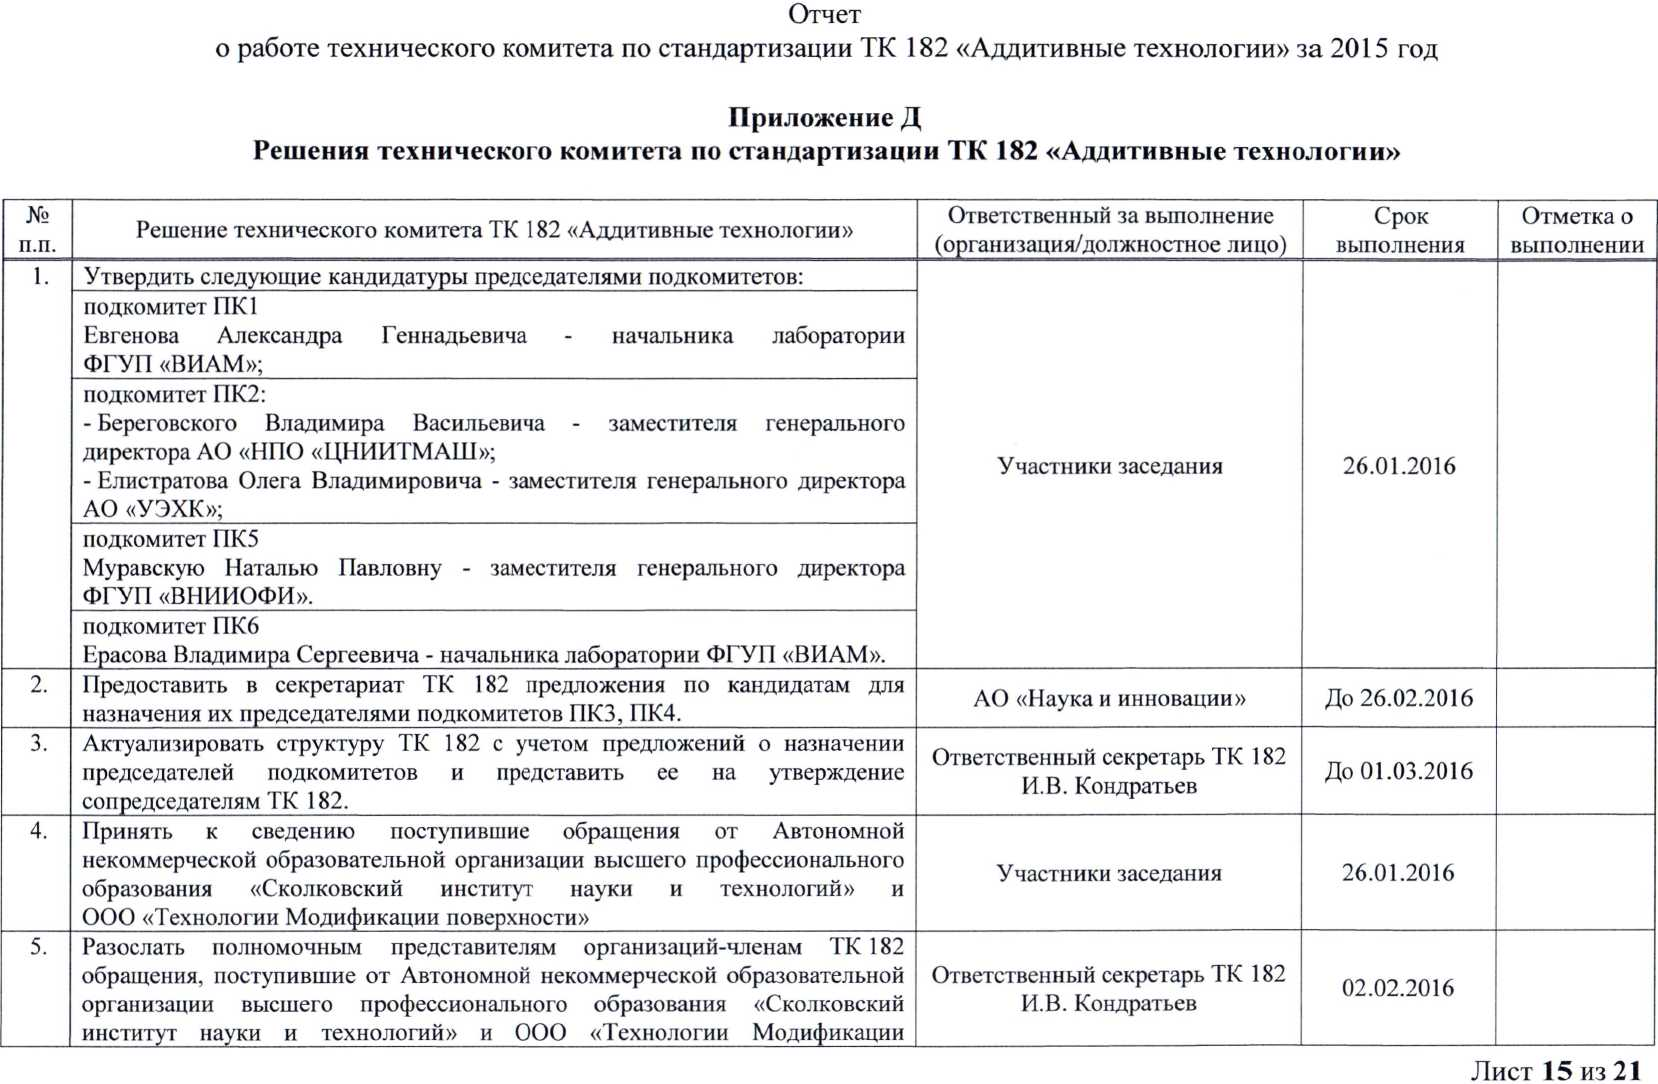 Отчет
о работе технического комитета по стандартизации ТК 182 «Аддитивные технологии» за 2015 год
Приложение Д
Решения технического комитета по стандартизации ТК 182 «Аддитивные технологии»
№ п.п.
Решение технического комитета ТК 182 «Аддитивные технологии»
Ответственный за выполнение
(организация/должностное лицо)
Срок
выполнения
Отметка о
выполнении
1.
Утвердить следующие кандидатуры председателями подкомитетов:
подкомитет ПК1
Евгенова Александра Геннадьевича - начальника лаборатории
ФГУП «ВИАМ»;
подкомитет ПК2:
- Береговского Владимира Васильевича - заместителя генерального
директора АО «НПО «ЦНИИТМАШ»;
- Елистратова Олега Владимировича - заместителя генерального директора
АО «УЭХК»;
подкомитет ПК5
Муравскую Наталью Павловну - заместителя генерального директора
ФГУП «ВНИИОФИ».
подкомитет ПК6
Ерасова Владимира Сергеевича - начальника лаборатории ФГУП «ВИАМ».
Участники заседания
26.01.2016
2.
Предоставить в секретариат ТК 182 предложения по кандидатам для
назначения их председателями подкомитетов ПК3, ПК4.
АО «Наука и инновации»
До 26.02.2016
3.
Актуализировать структуру ТК 182 с учетом предложений о назначении
председателей подкомитетов и представить ее на утверждение
сопредседателям ТК 182.
Ответственный секретарь ТК 182
И.В. Кондратьев
До 01.03.2016
4.
Принять к сведению поступившие обращения от Автономной
некоммерческой образовательной организации высшего профессионального
образования «Сколковский институт науки и технологий» и
ООО «Технологии Модификации поверхности»
Участники заседания
26.01.2016
5.
Разослать полномочным представителям организаций-членам ТК 182
обращения, поступившие от Автономной некоммерческой образовательной
организации высшего профессионального образования «Сколковский
институт науки и технологий» и ООО «Технологии Модификации
Ответственный секретарь ТК 182
И.В. Кондратьев
02.02.2016
Лист 15 из 21